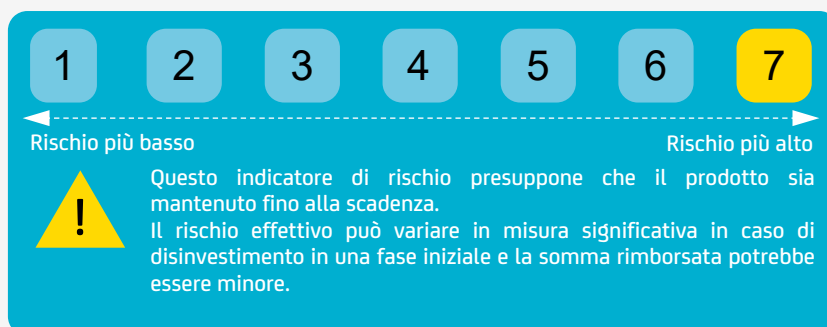 1 2 3 4 5 6 7
Rischio più basso Rischio più alto
! Questo indicatore di rischio presuppone che il prodotto sia
mantenuto fino alla scadenza.
Il rischio effettivo può variare in misura significativa in caso di
disinvestimento in una fase iniziale e la somma rimborsata potrebbe
essere minore.